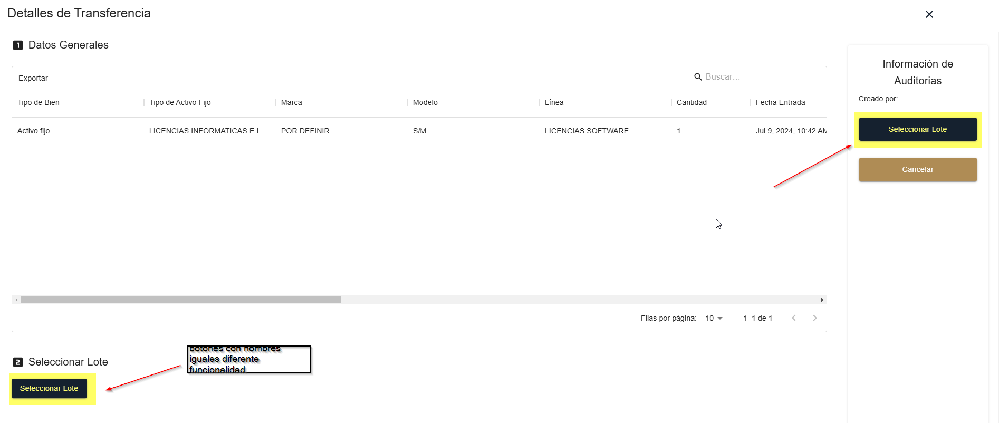 Detalles de Transferencia
1 Datos Generales
Exportar
Buscar...
Tipo de Bien Tipo de Activo Fijo Marca Modelo Línea Cantidad Fecha Entrada
Activo fijo LICENCIAS INFORMATICAS E I... POR DEFINIR S/M LICENCIAS SOFTWARE 1 Jul 9, 2024, 10:42 AM
Filas por página: 10 1–1 de 1
2 Seleccionar Lote
Seleccionar Lote
botones con nombres
iguales diferente
funcionalidad
Información de
Auditorias
Creado por:
Seleccionar Lote
Cancelar